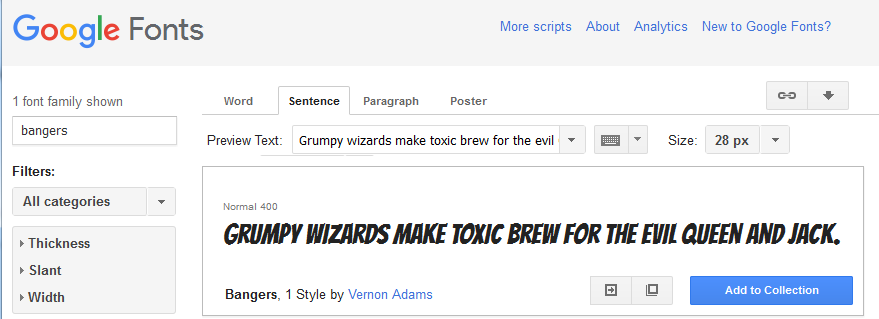 Google Fonts
More scripts About Analytics New to Google Fonts?
1 font family shown
bangers
Filters:
All categories
Thickness
Slant
Width
Word Sentence Paragraph Poster
Preview Text: Grumpy wizards make toxic brew for the evil Size: 28 px
Normal 400
GRUMPY WIZARDS MAKE TOXIC BREW FOR THE EVIL QUEEN AND JACK.
Bangers, 1 Style by Vernon Adams
Add to Collection